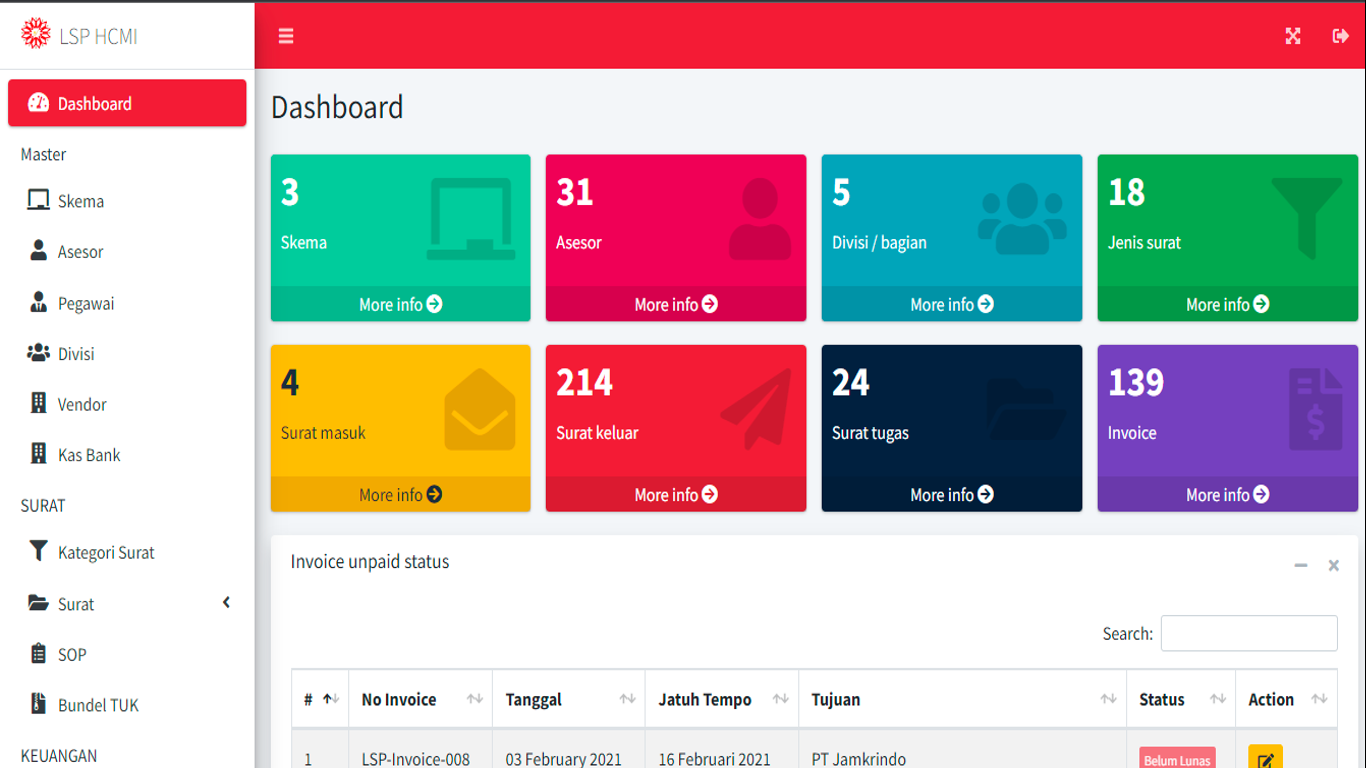 LSP HCMI
Dashboard
Master
Skema
Asesor
Pegawai
Divisi
Vendor
Kas Bank
SURAT
Kategori Surat
Surat
SOP
Bundel TUK
KEUANGAN
Dashboard
3
Skema
More info
31
Asesor
More info
5
Divisi / bagian
More info
18
Jenis surat
More info
4
Surat masuk
More info
214
Surat keluar
More info
24
Surat tugas
More info
139
Invoice
More info
Invoice unpaid status
Search:
# No Invoice Tanggal Jatuh Tempo Tujuan Status Action
1 LSP-Invoice-008 03 February 2021 16 Februari 2021 PT Jamkrindo Belum Lunas